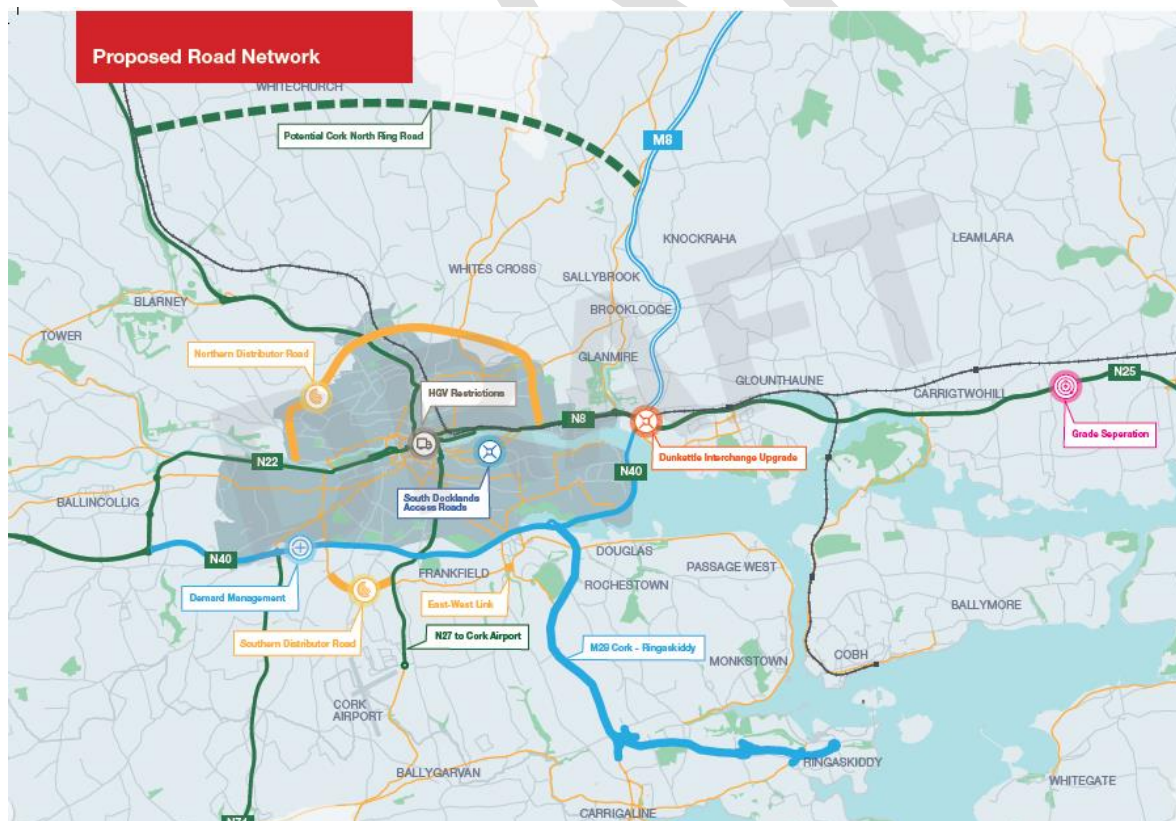 Proposed Road Network
WHITECHURCH
Potential Cork North Ring Road
M8
KNOCKRAHA
LEAMLARA
WHITES CROSS
SALLYBROOK
BLARNEY
BROOKLODGE
TOWER
Northern Distributor Road
GLANMIRE
HGV Restrictions
GLOUNTHAUNE
CARRIGTWOHILL
N25
N8
Grade Seperation
Dunkettle Interchange Upgrade
N22
N40
BALLINCOLLIG
South Docklands
Access Roads
DOUGLAS
N40
FRANKFIELD
PASSAGE WEST
ROCHESTOWN
Demand Management
East-West Link
BALLYMORE
Southern Distributor Road
N27 to Cork Airport
M28 Cork - Ringaskiddy
COBH
MONKSTOWN
CORK
AIRPORT
RINGASKIDDY
BALLYGARVAN
WHITEGATE
CARRIGALINE
N71
DRAFT